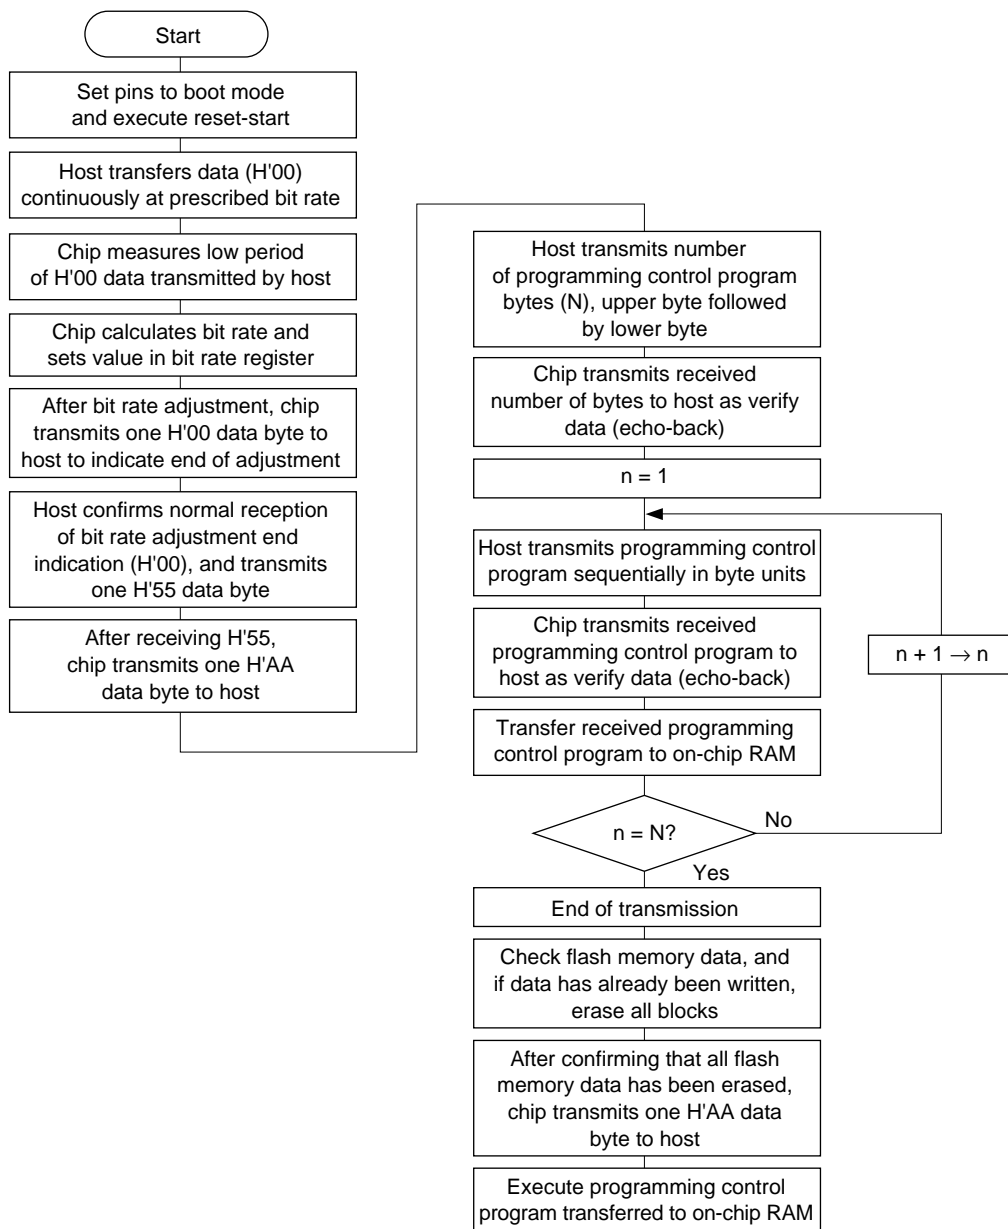 Start
Set pins to boot mode
and execute reset-start
Host transfers data (H'00)
continuously at prescribed bit rate
Chip measures low period
of H'00 data transmitted by host
Chip calculates bit rate and
sets value in bit rate register
After bit rate adjustment, chip
transmits one H'00 data byte to
host to indicate end of adjustment
Host confirms normal reception
of bit rate adjustment end
indication (H'00), and transmits
one H'55 data byte
After receiving H'55,
chip transmits one H'AA
data byte to host
Host transmits number
of programming control program
bytes (N), upper byte followed
by lower byte
Chip transmits received
number of bytes to host as verify
data (echo-back)
n = 1
Host transmits programming control
program sequentially in byte units
Chip transmits received
programming control program to
host as verify data (echo-back)
n + 1 → n
Transfer received programming
control program to on-chip RAM
n = N?
No
Yes
End of transmission
Check flash memory data, and
if data has already been written,
erase all blocks
After confirming that all flash
memory data has been erased,
chip transmits one H'AA data
byte to host
Execute programming control
program transferred to on-chip RAM